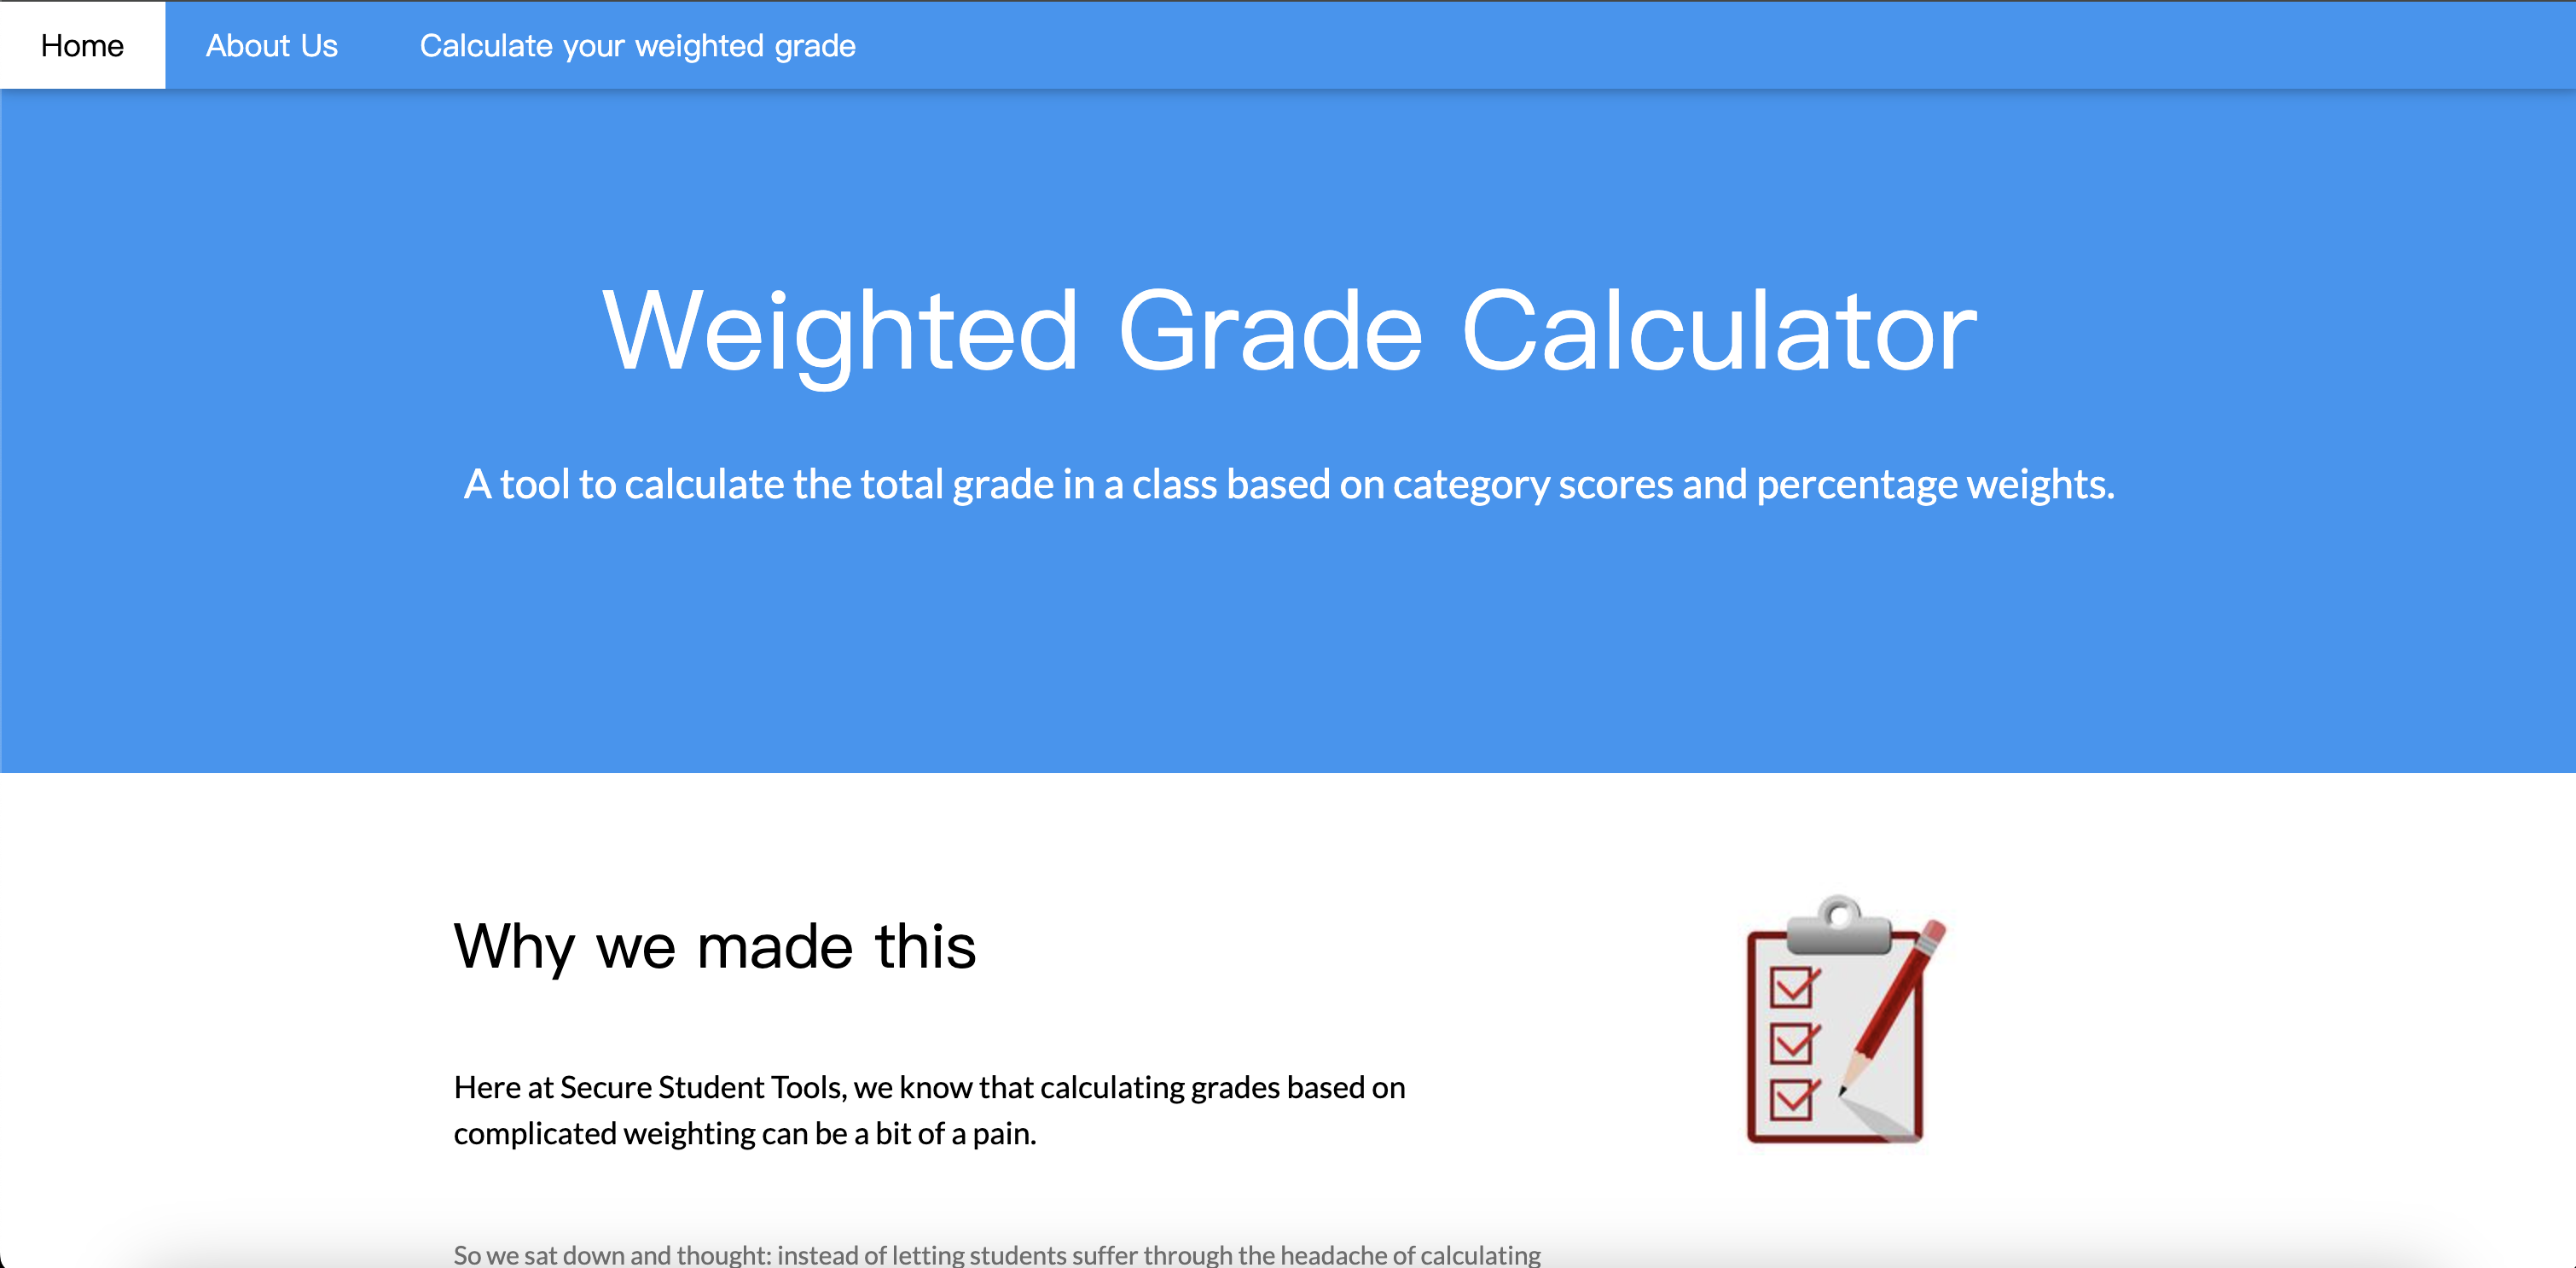 Home About Us Calculate your weighted grade
Weighted Grade Calculator
A tool to calculate the total grade in a class based on category scores and percentage weights.
Why we made this
Here at Secure Student Tools, we know that calculating grades based on
complicated weighting can be a bit of a pain.
So we sat down and thought: instead of letting students suffer through the headache of calculating